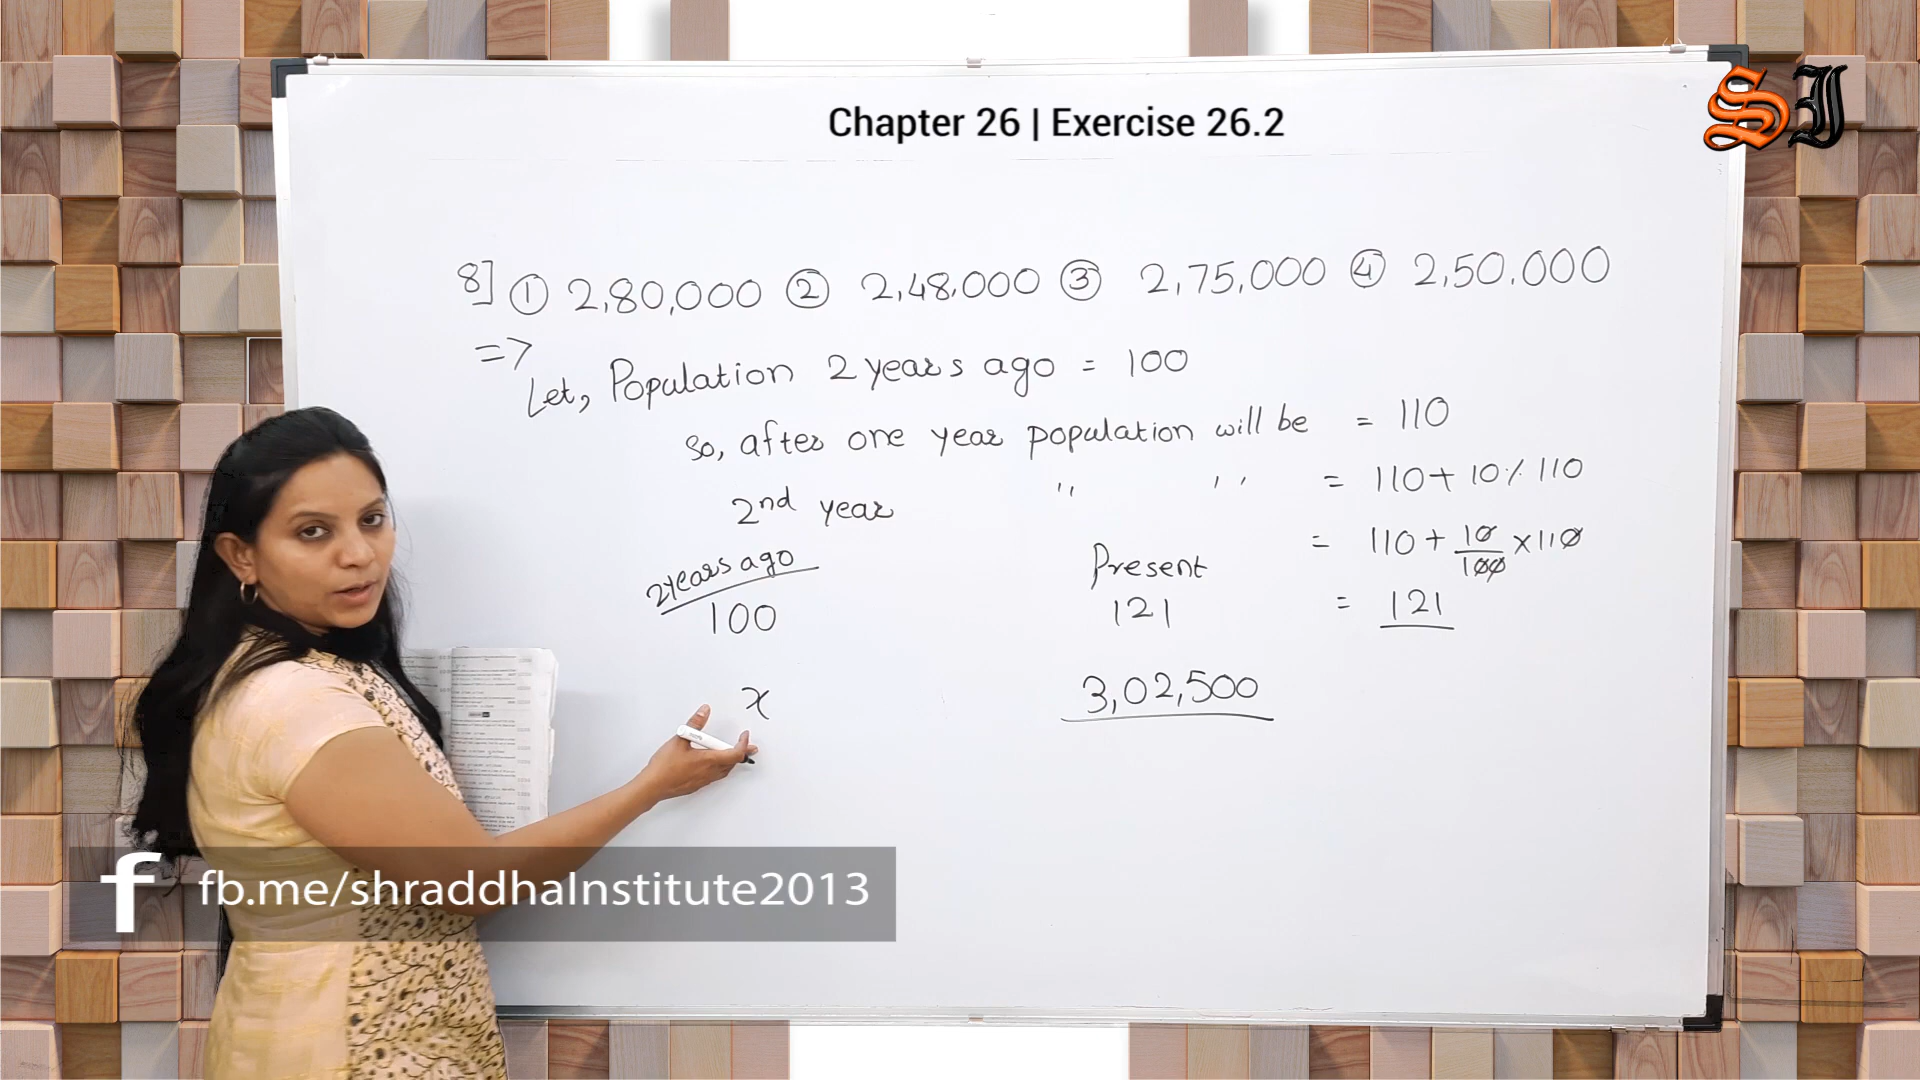 Chapter 26 | Exercise 26.2
SI
8] ① 2,80,000 ② 2,48,000 ③ 2,75,000 ④ 2,50,000
=> Let, Population 2 years ago = 100
so, after one year population will be = 110
2nd year '' '' = 110 + 10% 110
= 110 + 10/100 × 110
= 121
2years ago Present
100 121
x 3,02,500
f fb.me/shraddhaInstitute2013